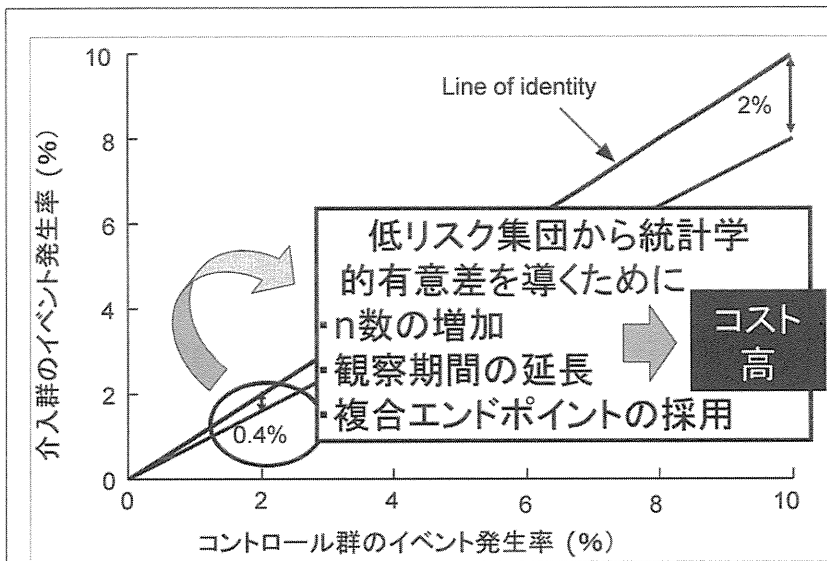 10
8
6
4
2
0
介入群のイベント発生率 (%)
Line of identity
2%
低リスク集団から統計学
的有意差を導くために
・n数の増加
・観察期間の延長
・複合エンドポイントの採用
コスト
高
0.4%
0 2 4 6 8 10
コントロール群のイベント発生率 (%)